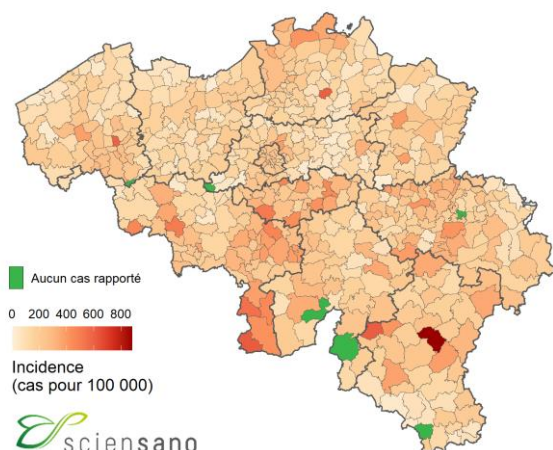 Aucun cas rapporté
0 200 400 600 800
Incidence
(cas pour 100 000)
sciensano